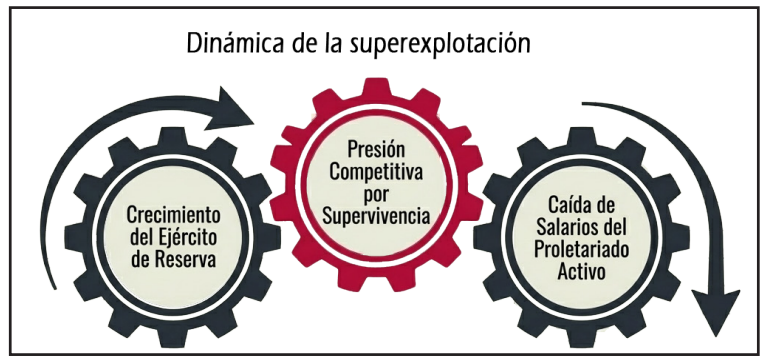 Dinámica de la superexplotación
Crecimiento
del Ejército
de Reserva
Presión
Competitiva
por
Supervivencia
Caída de
Salarios del
Proletariado
Activo